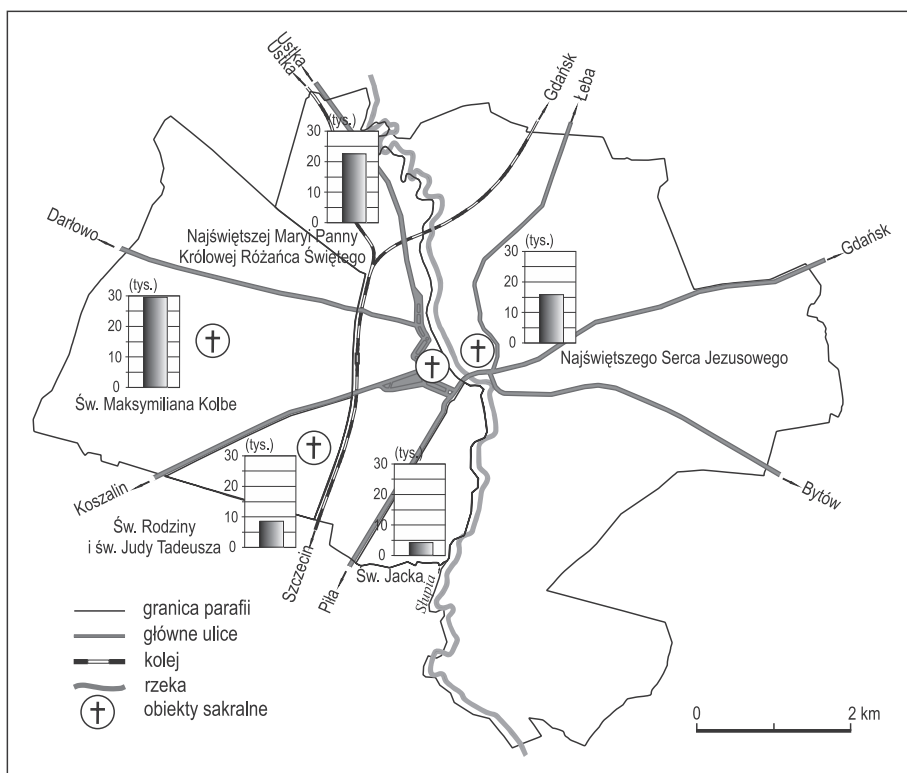 Ustka
Ustka
Gdańsk
Łeba
(tys.)
30
20
10
0
Darłowo
Najświętszej Maryi Panny
Królowej Różańca Świętego
(tys.)
30
20
10
0
Gdańsk
Najświętszego Serca Jezusowego
(tys.)
30
20
10
0
Św. Maksymiliana Kolbe
(tys.)
30
20
10
0
Koszalin
Św. Rodziny
i św. Judy Tadeusza
(tys.)
30
20
10
0
Św. Jacka
Szczecin
Piła
Słupia
Bytów
granica parafii
główne ulice
kolej
rzeka
obiekty sakralne
0 2 km